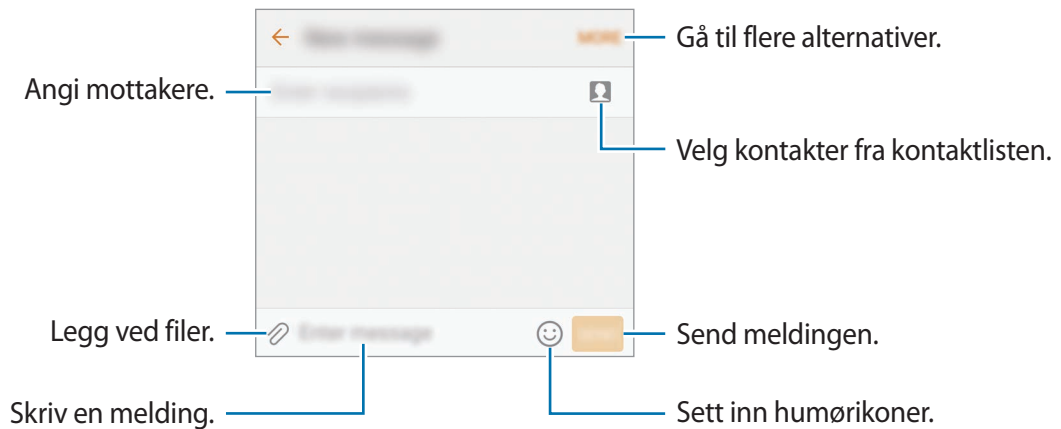 Gå til flere alternativer.
Angi mottakere.
Velg kontakter fra kontaktlisten.
Legg ved filer.
Send meldingen.
Skriv en melding.
Sett inn humørikoner.